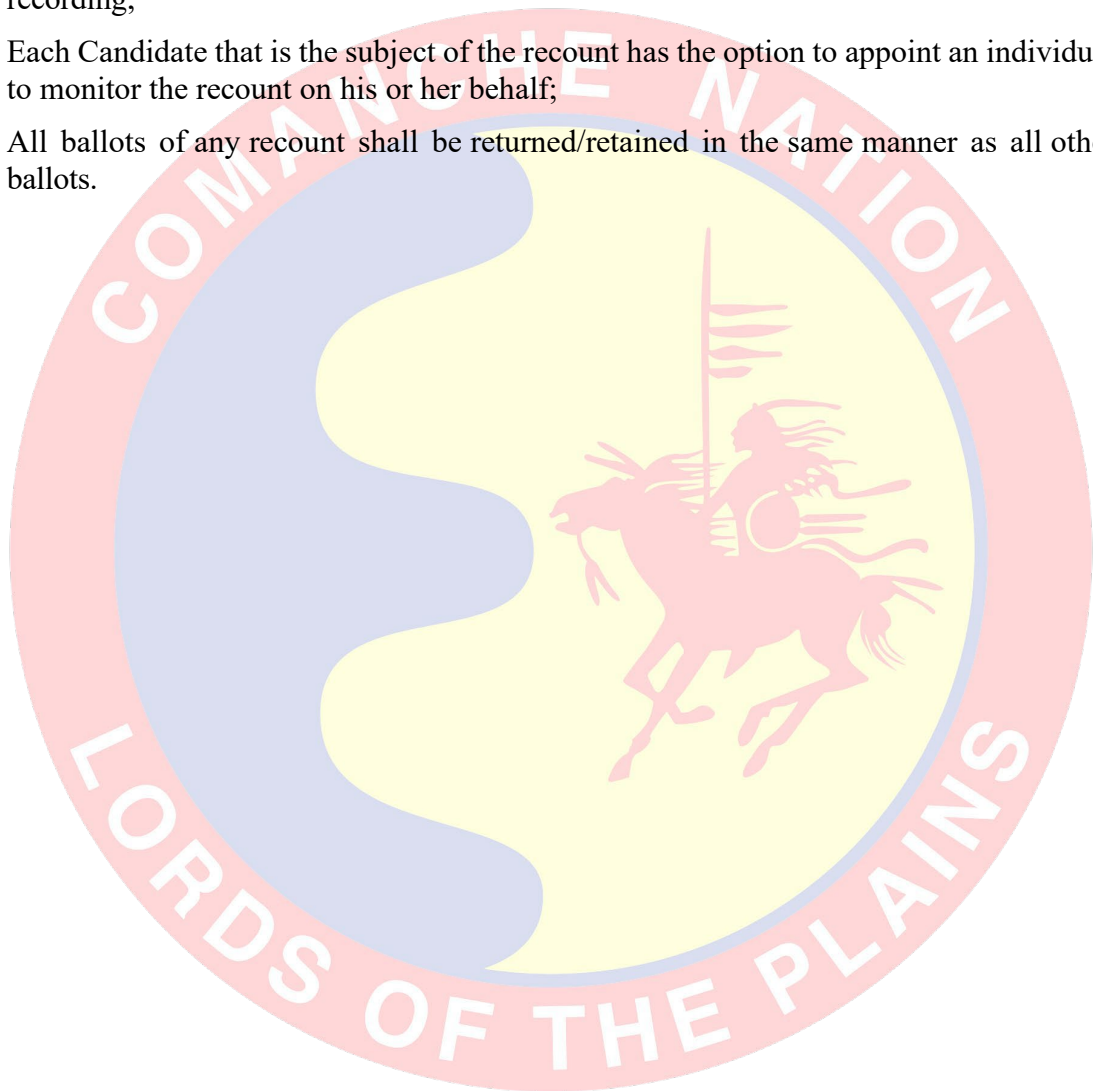 recording;
Each Candidate that is the subject of the recount has the option to appoint an
to monitor the recount on his or her behalf;
All ballots of any recount shall be returned/retained in the same manner as all
ballots.
COMANCHE NATION
LORDS OF THE PLAINS